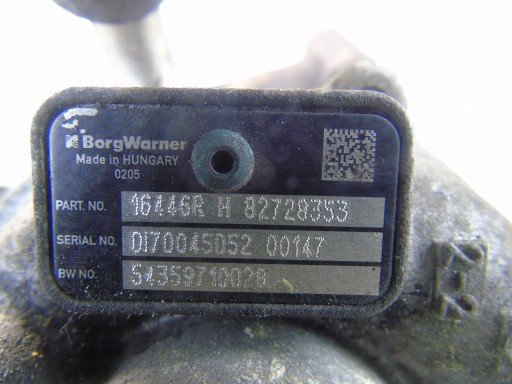 BorgWarner
Made in HUNGARY
0205
PART. NO. 16446R H 82728353
SERIAL NO. DI70045052 00147
BW NO. 54359710028